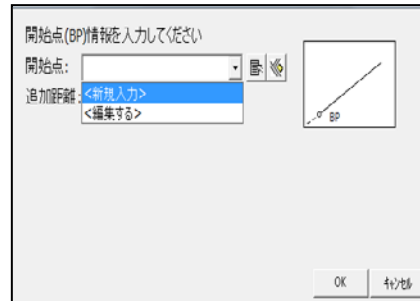 開始点(BP)情報を入力してください
開始点:
追加距離:
<新規入力>
<編集する>
BP
OK
キャンセル